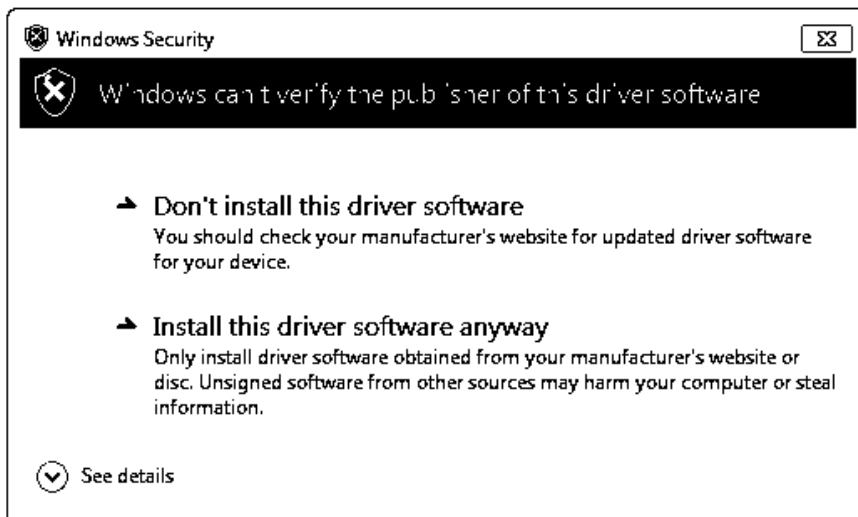 Windows Security
Windows can't verify the publisher of this driver software
Don't install this driver software
You should check your manufacturer's website for updated driver software
for your device.
Install this driver software anyway
Only install driver software obtained from your manufacturer's website or
disc. Unsigned software from other sources may harm your computer or steal
information.
See details